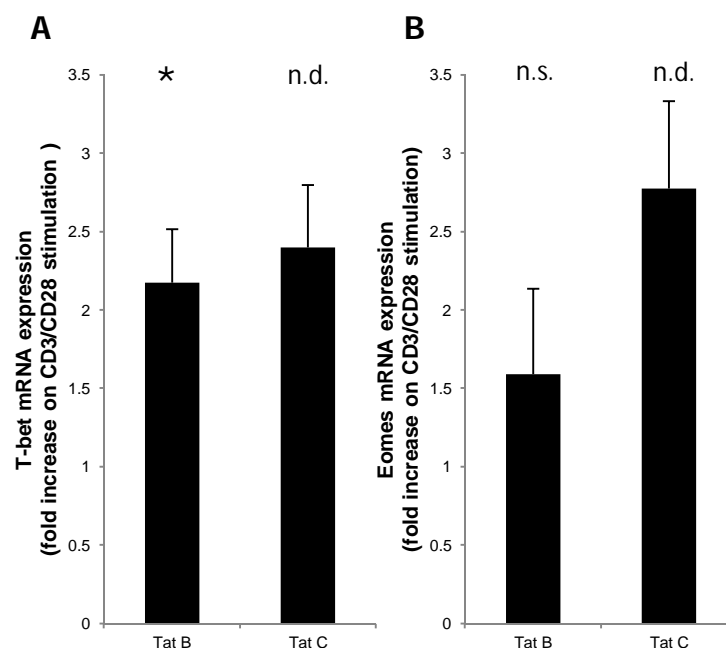 A
T-bet mRNA expression
(fold increase on CD3/CD28 stimulation )
3.5
3
2.5
2
1.5
1
0.5
0
*
n.d.
Tat B
Tat C
B
Eomes mRNA expression
(fold increase on CD3/CD28 stimulation)
3.5
3
2.5
2
1.5
1
0.5
0
n.s.
n.d.
Tat B
Tat C